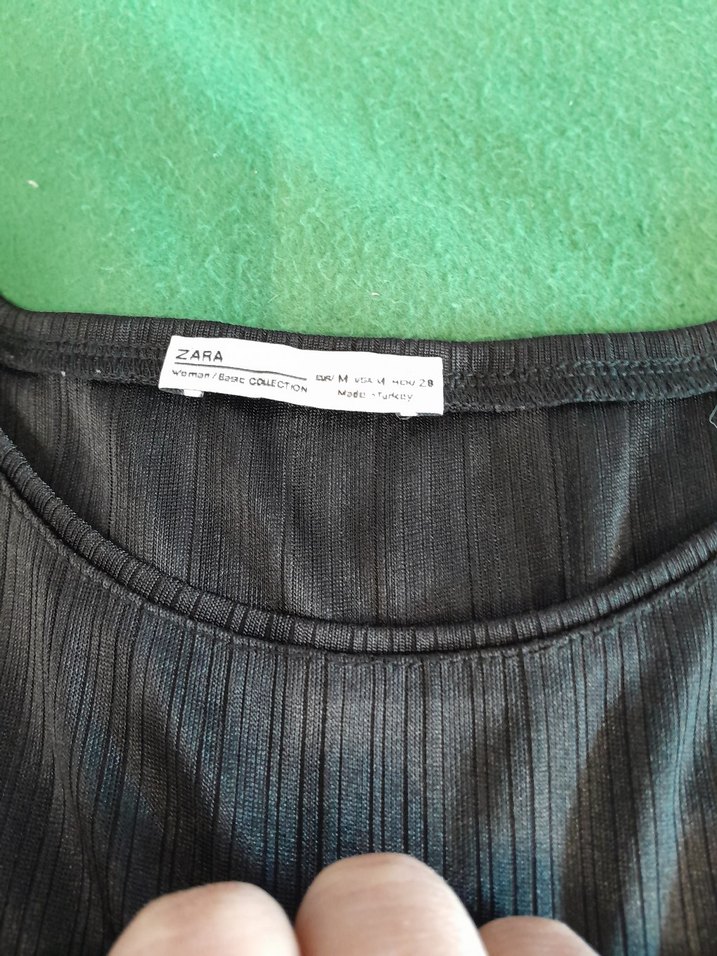 ZARA
Woman / Basic COLLECTION
EUR/ M USA M MEX/ 28
Made in Turkey